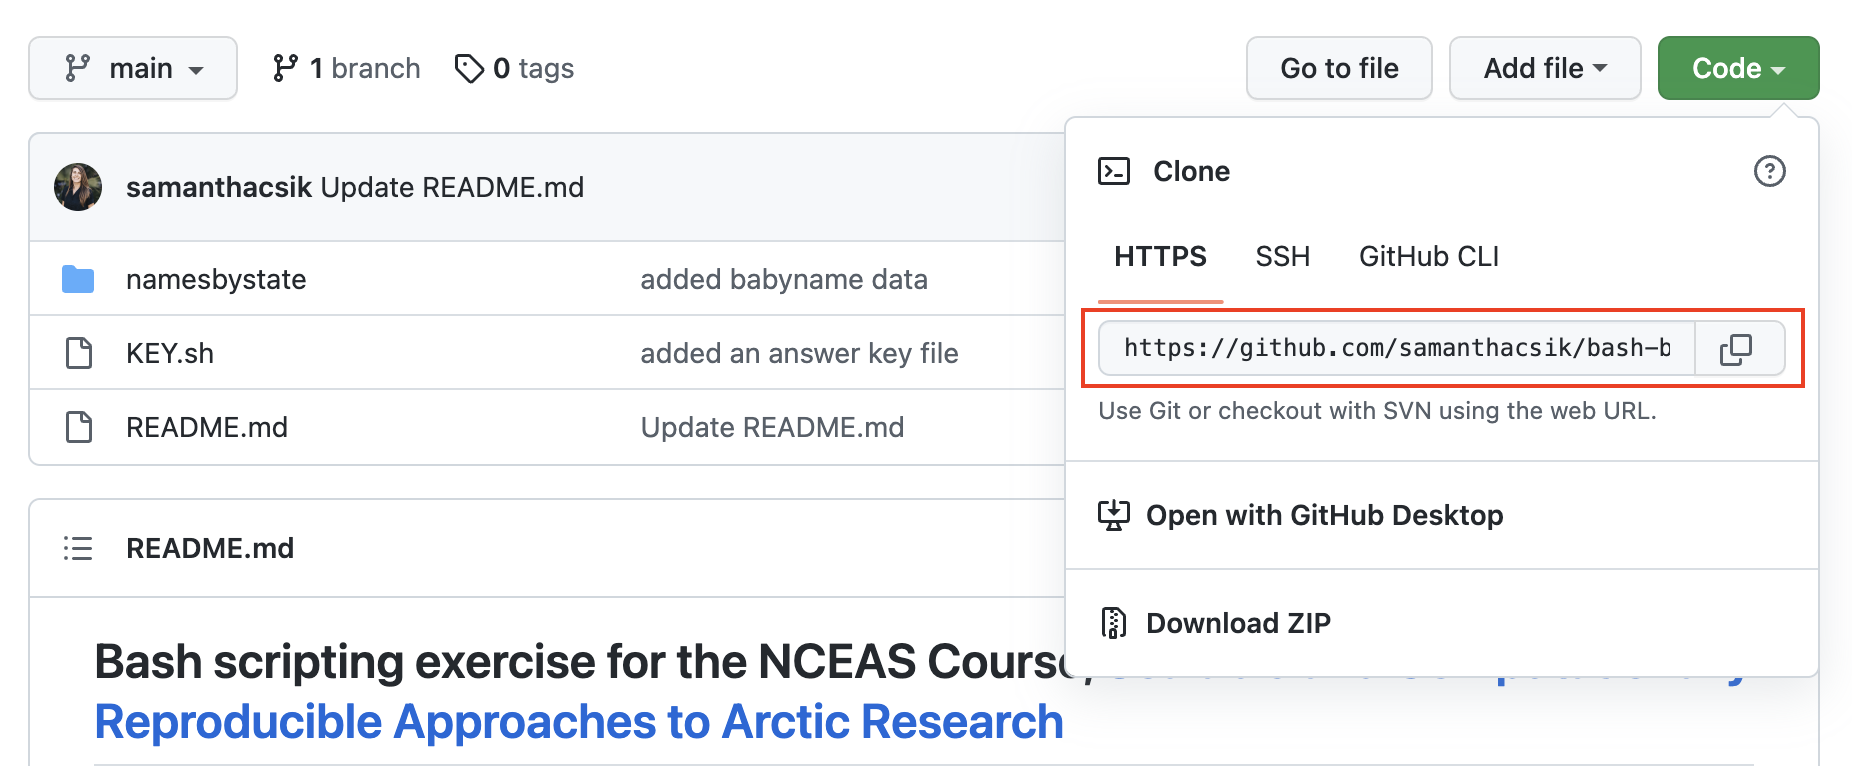 main 1 branch 0 tags Go to file Add file Code
samanthacsik Update README.md
namesbystate added babyname data
KEY.sh added an answer key file
README.md Update README.md
Clone
HTTPS SSH GitHub CLI
https://github.com/samanthacsik/bash-b
Use Git or checkout with SVN using the web URL.
Open with GitHub Desktop
Download ZIP
README.md
Bash scripting exercise for the NCEAS Course,
Reproducible Approaches to Arctic Research